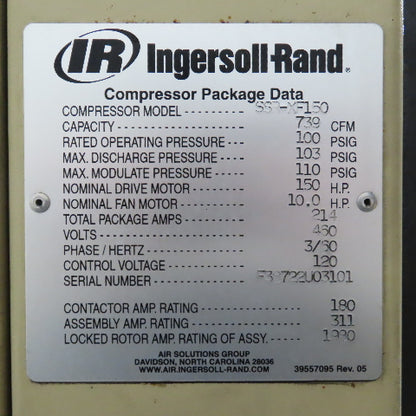 IR Ingersoll-Rand®
Compressor Package Data
COMPRESSOR MODEL ---------- SSR-XF150
CAPACITY ---------------------- 739 CFM
RATED OPERATING PRESSURE ----- 100 PSIG
MAX. DISCHARGE PRESSURE ------ 103 PSIG
MAX. MODULATE PRESSURE ------ 110 PSIG
NOMINAL DRIVE MOTOR ---------- 150 H.P.
NOMINAL FAN MOTOR ----------- 10.0 H.P.
TOTAL PACKAGE AMPS ----------- 214
VOLTS ------------------------- 460
PHASE / HERTZ ------------------ 3/60
CONTROL VOLTAGE -------------- 120
SERIAL NUMBER
CONTACTOR AMP. RATING --------- 180
ASSEMBLY AMP. RATING ---------- 311
LOCKED ROTOR AMP. RATING OF ASSY. -
AIR SOLUTIONS GROUP
DAVIDSON, NORTH CAROLINA 28036
WWW.AIR.INGERSOLL-RAND.COM
39557095 Rev. 05